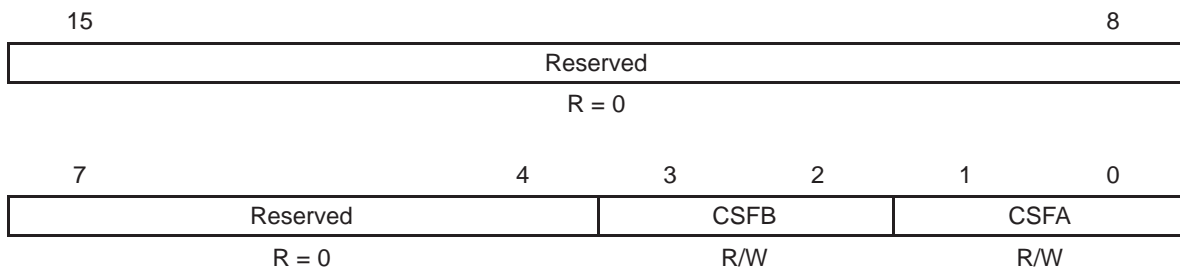 15 8
Reserved
R = 0
7 4 3 2 1 0
Reserved CSFB CSFA
R = 0 R/W R/W